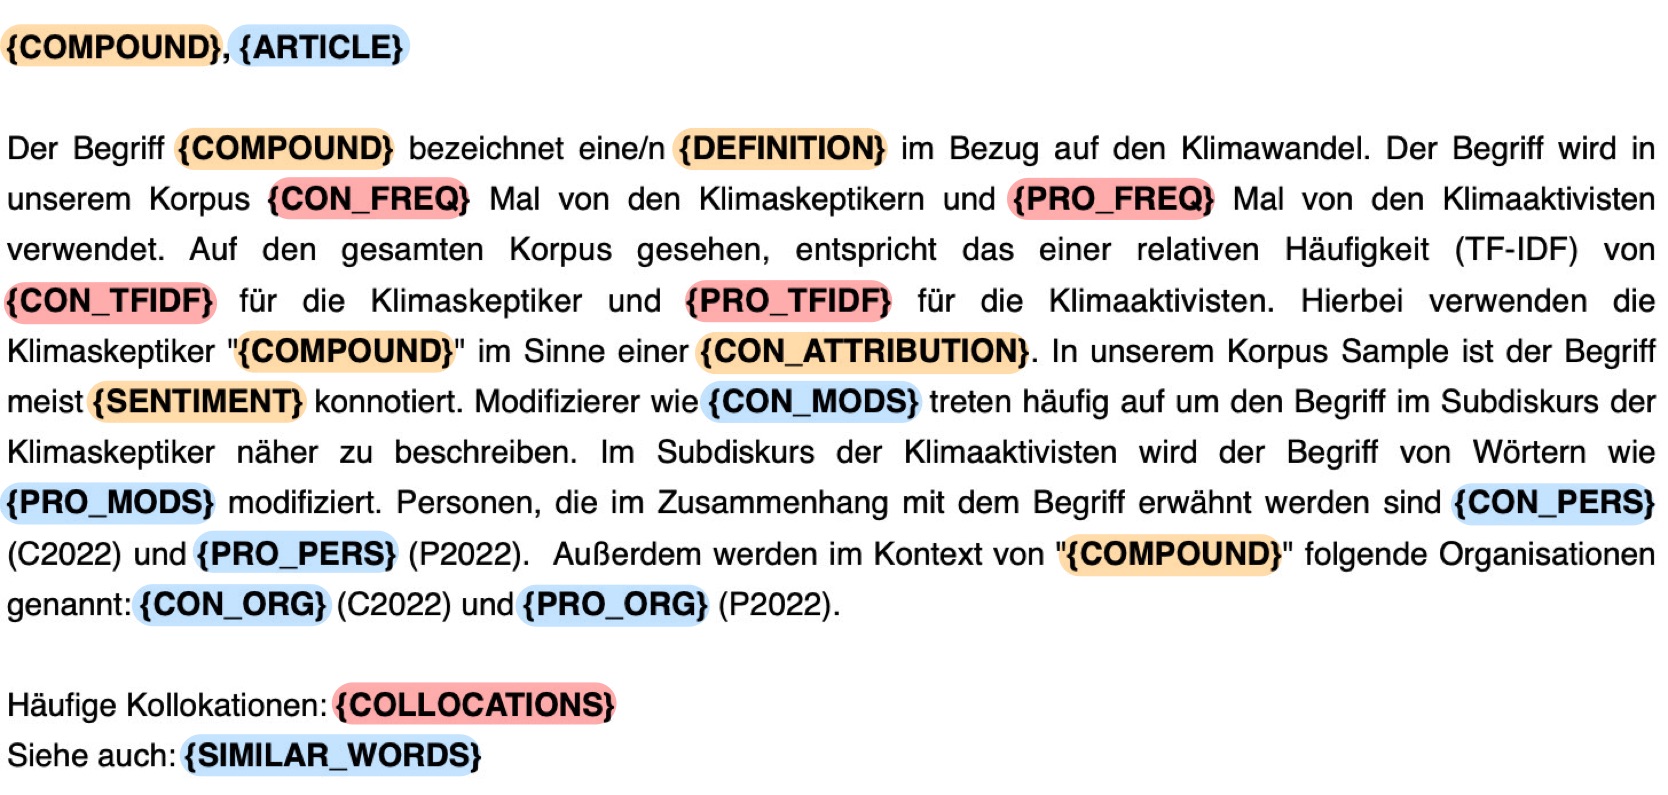 {COMPOUND}, {ARTICLE}
Der Begriff {COMPOUND} bezeichnet eine/n {DEFINITION} im Bezug auf den Klimawandel. Der Begriff wird in
unserem Korpus {CON_FREQ} Mal von den Klimaskeptikern und {PRO_FREQ} Mal von den Klimaaktivisten
verwendet. Auf den gesamten Korpus gesehen, entspricht das einer relativen Häufigkeit (TF-IDF) von
{CON_TFIDF} für die Klimaskeptiker und {PRO_TFIDF} für die Klimaaktivisten. Hierbei verwenden die
Klimaskeptiker "{COMPOUND}" im Sinne einer {CON_ATTRIBUTION}. In unserem Korpus Sample ist der Begriff
meist {SENTIMENT} konnotiert. Modifizierer wie {CON_MODS} treten häufig auf um den Begriff im Subdiskurs der
Klimaskeptiker näher zu beschreiben. Im Subdiskurs der Klimaaktivisten wird der Begriff von Wörtern wie
{PRO_MODS} modifiziert. Personen, die im Zusammenhang mit dem Begriff erwähnt werden sind {CON_PERS}
(C2022) und {PRO_PERS} (P2022). Außerdem werden im Kontext von "{COMPOUND}" folgende Organisationen
genannt: {CON_ORG} (C2022) und {PRO_ORG} (P2022).
Häufige Kollokationen: {COLLOCATIONS}
Siehe auch: {SIMILAR_WORDS}